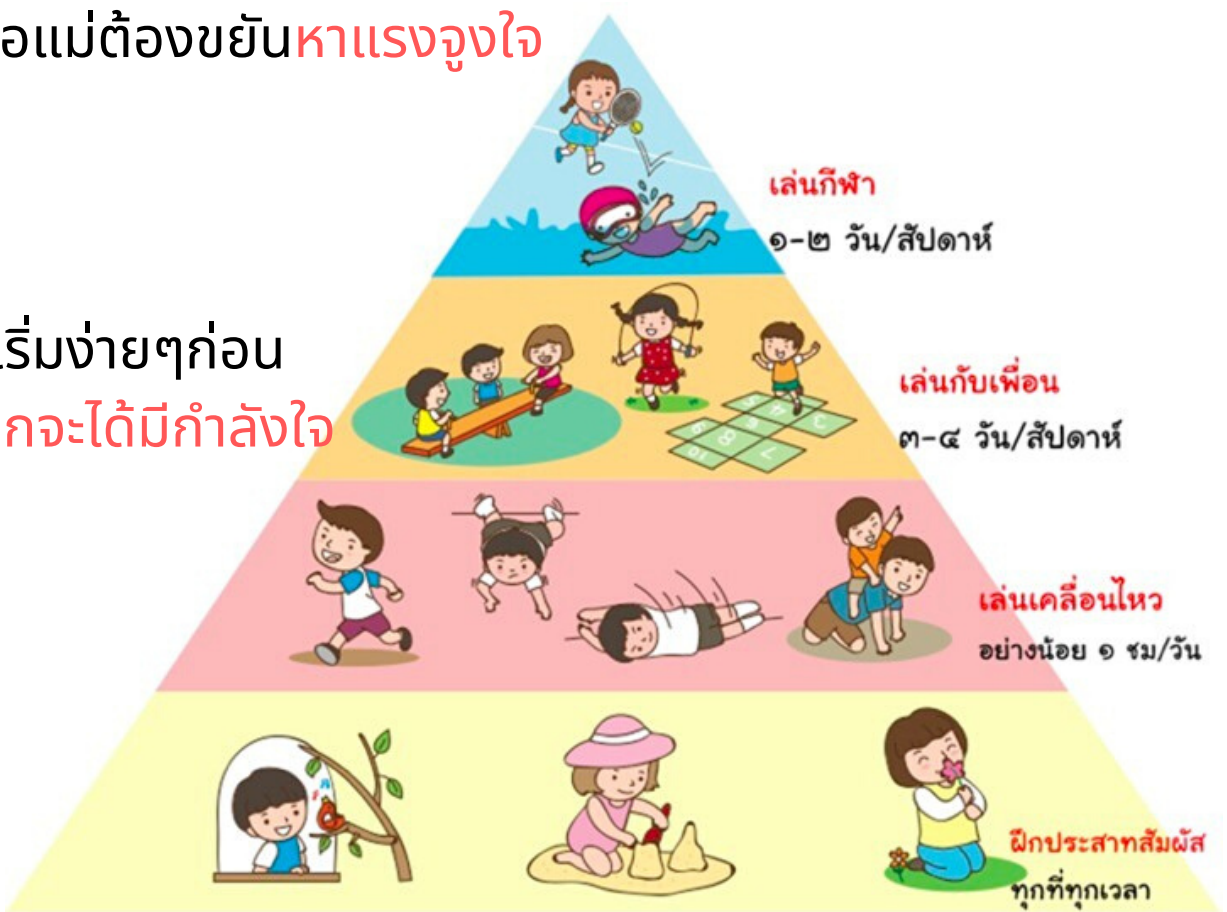 อแม่ต้องขยันหาแรงจูงใจ
เล่นกีฬา
๑-๒ วัน/สัปดาห์
เริ่มง่ายๆก่อน
กจะได้มีกำลังใจ
เล่นกับเพื่อน
๓-๔ วัน/สัปดาห์
เล่นเคลื่อนไหว
อย่างน้อย ๑ ชม/วัน
ฝึกประสาทสัมผัส
ทุกที่ทุกเวลา